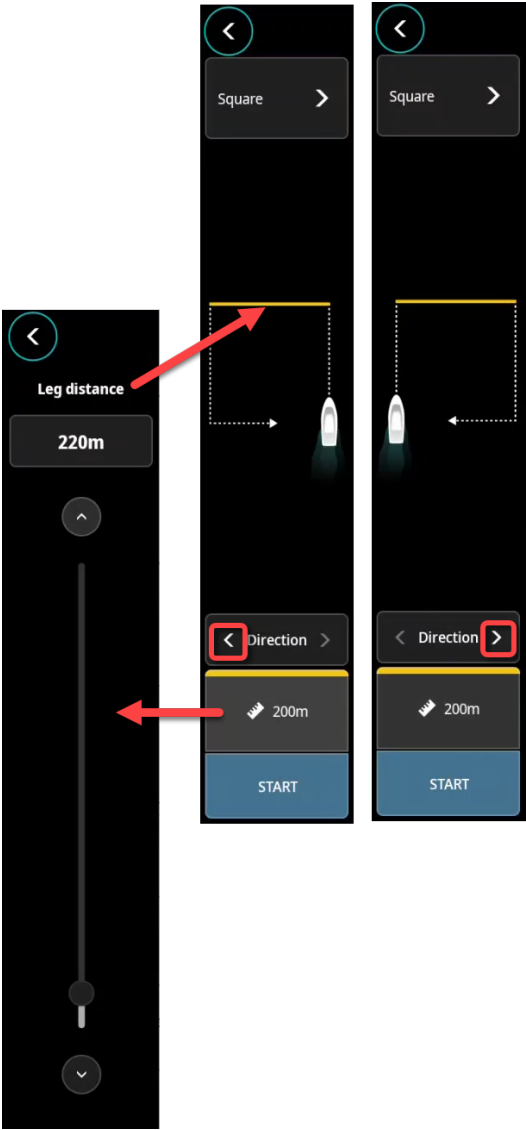 Leg distance
220m
Square
Direction
200m
START
Square
Direction
200m
START